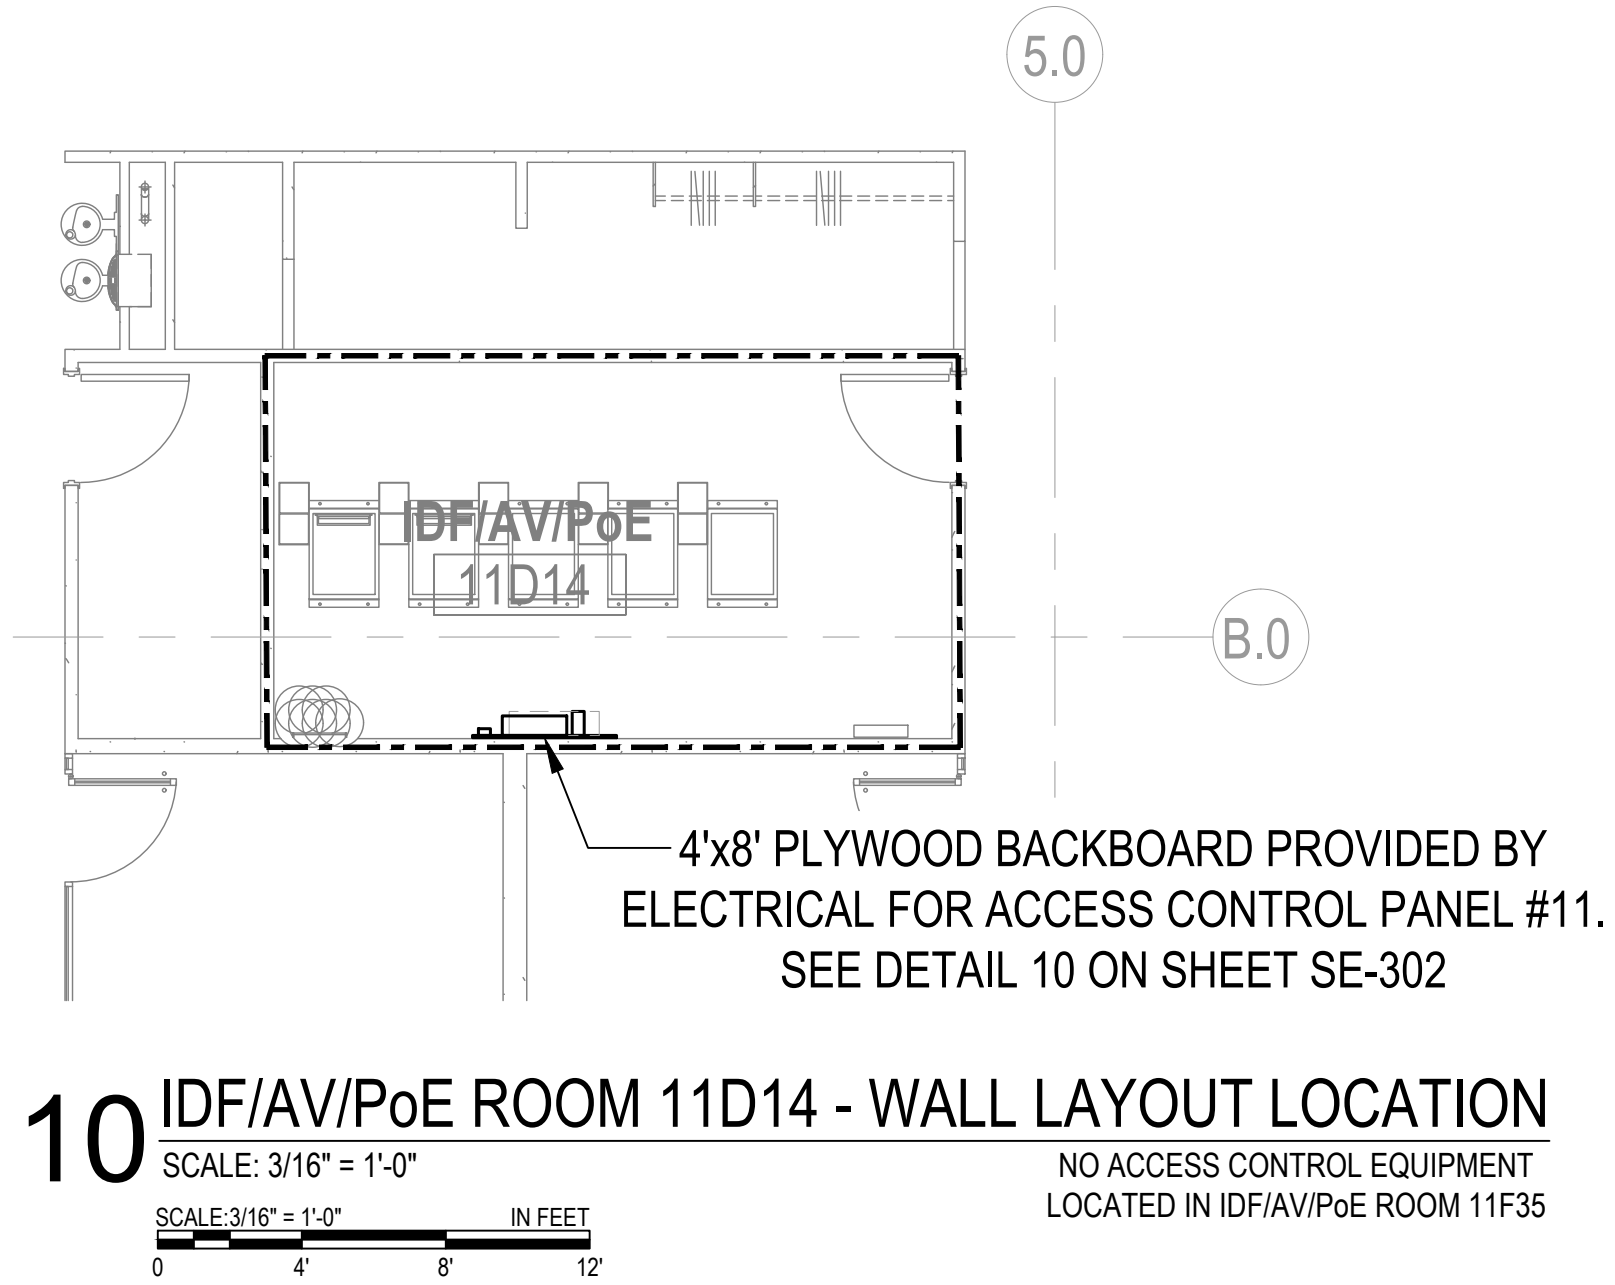 5.0
IDF/AV/PoE
11D14
B.0
4'x8' PLYWOOD BACKBOARD PROVIDED BY
ELECTRICAL FOR ACCESS CONTROL PANEL #11.
SEE DETAIL 10 ON SHEET SE-302
10
IDF/AV/PoE ROOM 11D14 - WALL LAYOUT LOCATION
SCALE: 3/16" = 1'-0"
NO ACCESS CONTROL EQUIPMENT
LOCATED IN IDF/AV/PoE ROOM 11F35
SCALE:3/16" = 1'-0" IN FEET
0 4' 8' 12'